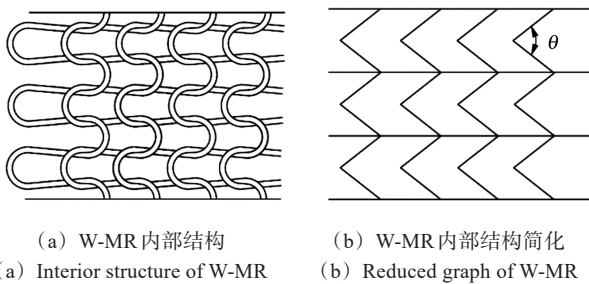 θ
(a) W-MR内部结构
(b) W-MR内部结构简化
(a) Interior structure of W-MR
(b) Reduced graph of W-MR